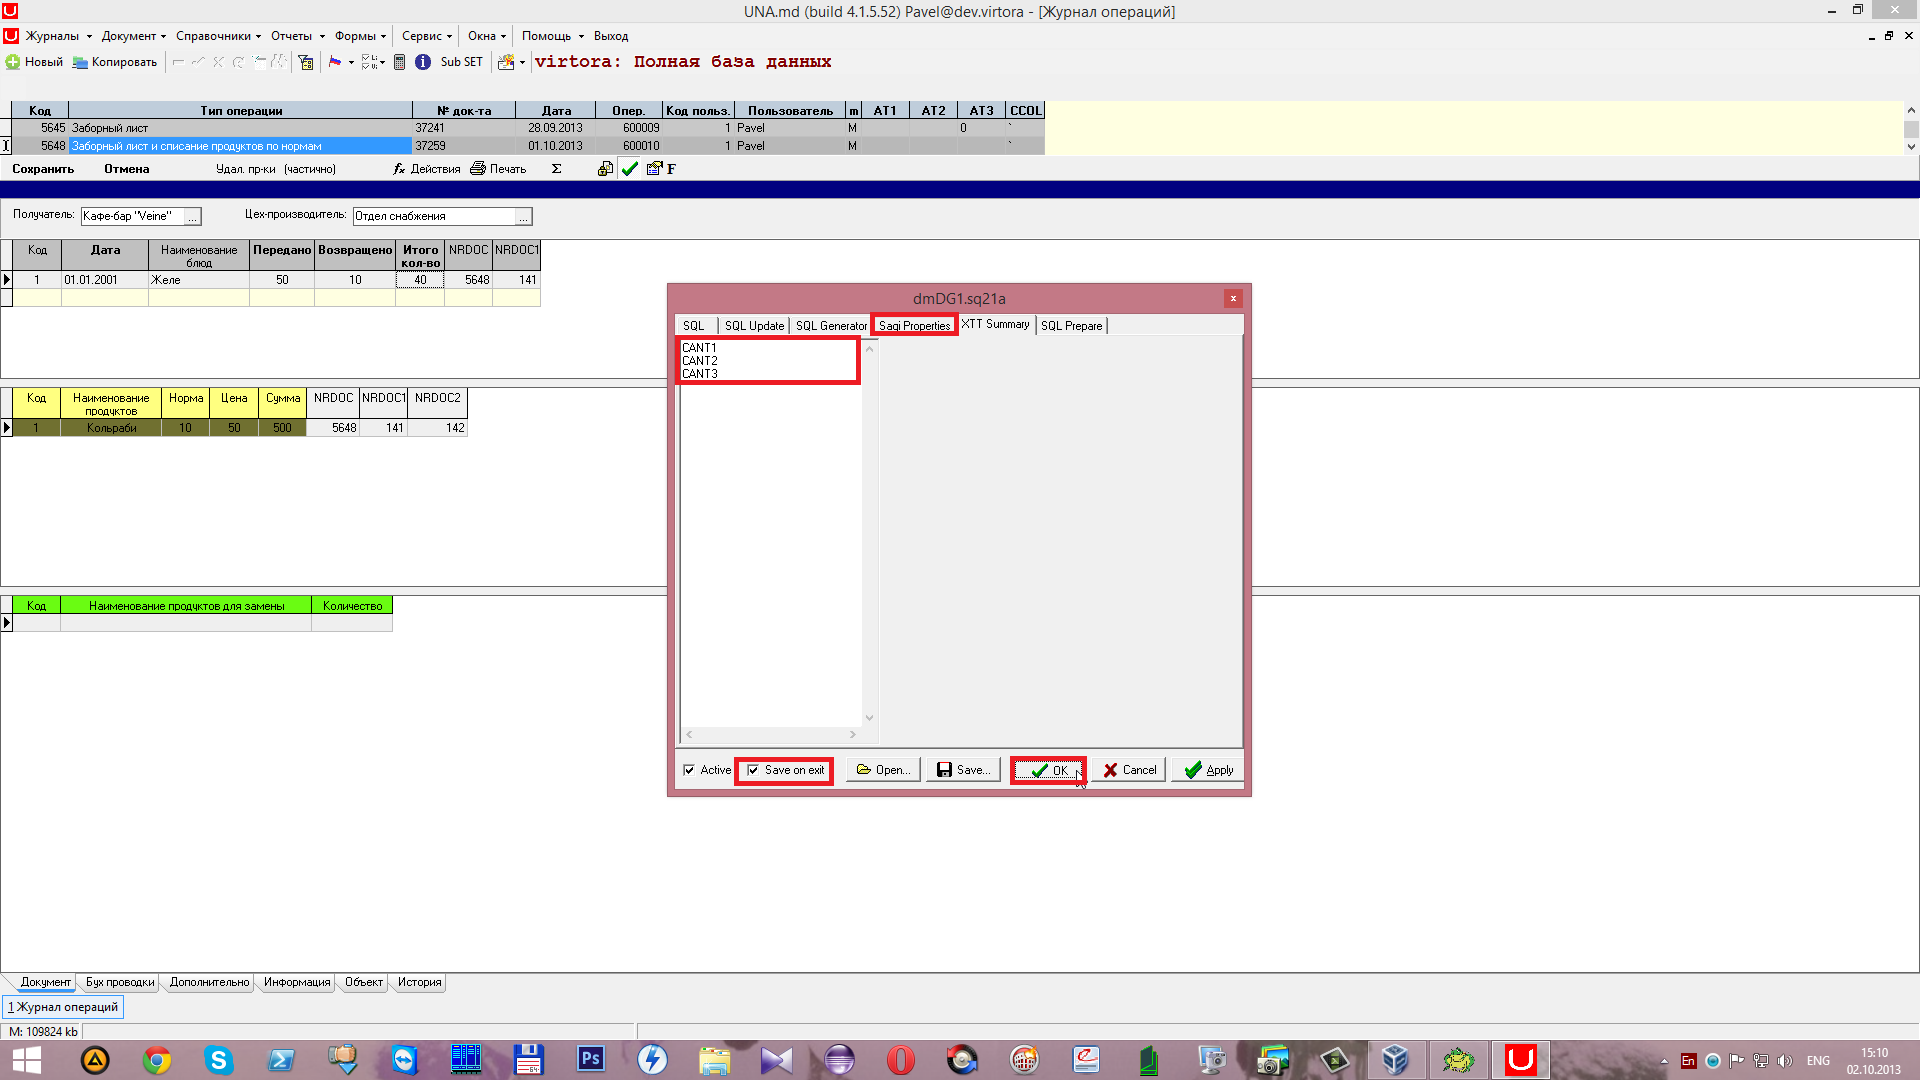 UNA.md (build 4.1.5.52) Pavel@dev.virtora - [Журнал операций]
Журналы Документ Справочники Отчеты Формы Сервис Окна Помощь Выход
Новый Копировать Sub SET virtora: Полная база данных
Код Тип операции № док-та Дата Опер. Код польз. Пользователь m AT1 AT2 AT3 CCOL
5645 Заборный лист 37241 28.09.2013 600009 1 Pavel M 0 `
5648 Заборный лист и списание продуктов по нормам 37259 01.10.2013 600010 1 Pavel M `
Сохранить Отмена Удал. пр-ки (частично) fx Действия Печать Σ F
Получатель: Кафе-бар "Veine" ... Цех-производитель: Отдел снабжения ...
Код Дата Наименование блюд Передано Возвращено Итого кол-во NRDOC NRDOC1
1 01.01.2001 Желе 50 10 40 5648 141
dmDG1.sq21a
SQL SQL Update SQL Generator Sagi Properties XTT Summary SQL Prepare
CANT1
CANT2
CANT3
Код Наименование продуктов Норма Цена Сумма NRDOC NRDOC1 NRDOC2
1 Кольраби 10 50 500 5648 141 142
Код Наименование продуктов для замены Количество
Active Save on exit Open... Save... OK Cancel Apply
Документ Бух проводки Дополнительно Информация Объект История
1 Журнал операций
M: 109824 kb
Ps
En ENG 15:10
02.10.2013